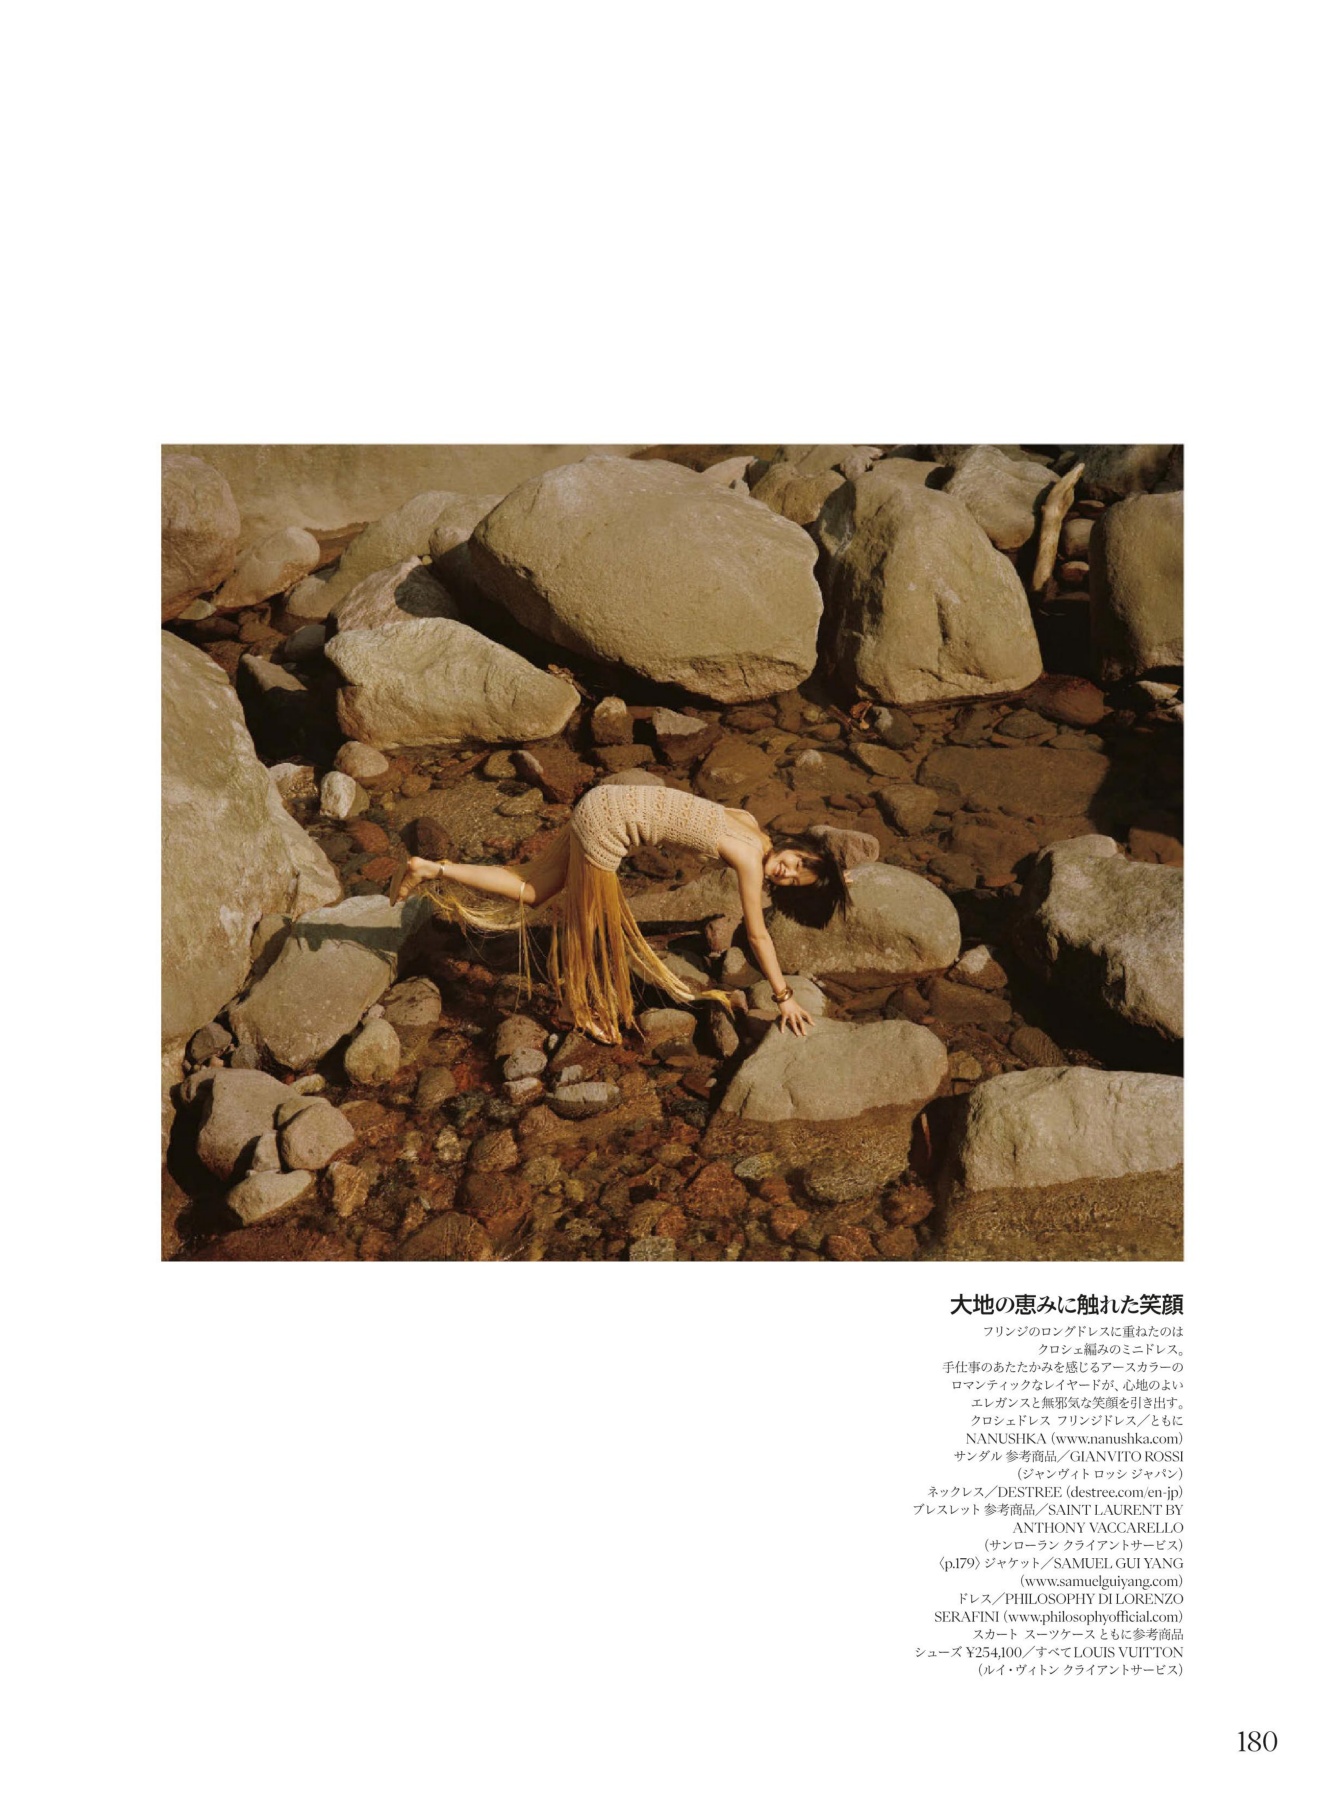 大地の恵みに触れた笑顔
フリンジのロングドレスに重ねたのは
クロシェ編みのミニドレス。
手仕事のあたたかみを感じるアースカラーの
ロマンティックなレイヤードが、心地のよい
エレガンスと無邪気な笑顔を引き出す。
クロシェドレス フリンジドレス／ともに
NANUSHKA (www.nanushka.com)
サンダル 参考商品／GIANVITO ROSSI
(ジャンヴィト ロッシ ジャパン)
ネックレス／DESTREE (destree.com/en-jp)
ブレスレット 参考商品／SAINT LAURENT BY
ANTHONY VACCARELLO
(サンローラン クライアントサービス)
〈p.179〉ジャケット／SAMUEL GUI YANG
(www.samuelguiyang.com)
ドレス／PHILOSOPHY DI LORENZO
SERAFINI (www.philosophyofficial.com)
スカート スーツケース ともに参考商品
シューズ ¥254,100／すべてLOUIS VUITTON
(ルイ・ヴィトン クライアントサービス)
180